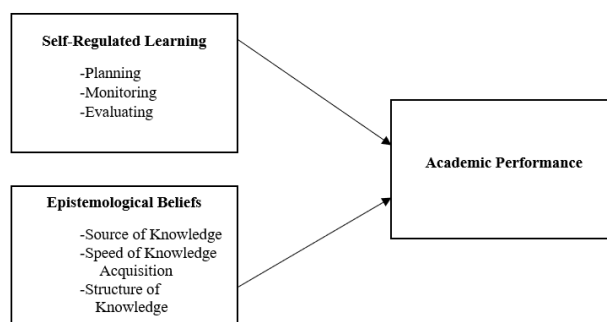 Self-Regulated Learning
-Planning
-Monitoring
-Evaluating
Academic Performance
Epistemological Beliefs
-Source of Knowledge
-Speed of Knowledge
Acquisition
-Structure of
Knowledge